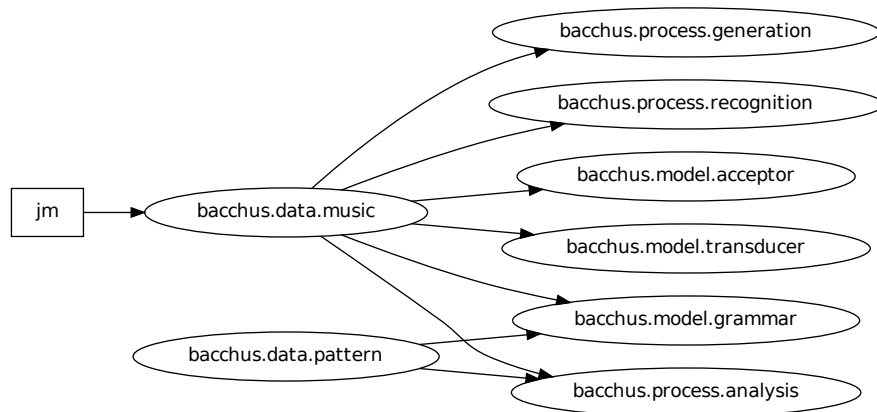 bacchus.process.generation
bacchus.process.recognition
bacchus.model.acceptor
jm
bacchus.data.music
bacchus.model.transducer
bacchus.model.grammar
bacchus.data.pattern
bacchus.process.analysis